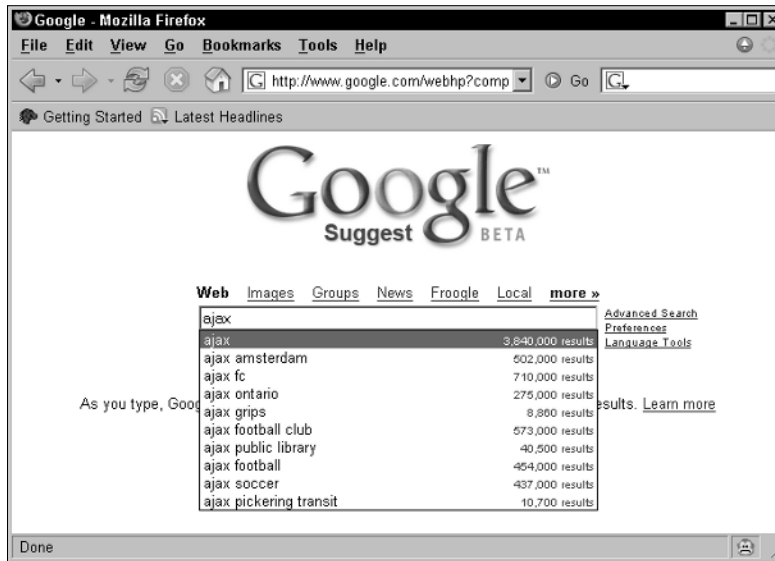 Google - Mozilla Firefox
File Edit View Go Bookmarks Tools Help
G http://www.google.com/webhp?comp Go G
Getting Started Latest Headlines
Google™
Suggest BETA
Web Images Groups News Froogle Local more »
ajax
Advanced Search
Preferences
Language Tools
ajax 3,840,000 results
ajax amsterdam 502,000 results
ajax fc 710,000 results
ajax ontario 275,000 results
ajax grips 8,860 results
ajax football club 573,000 results
ajax public library 40,500 results
ajax football 454,000 results
ajax soccer 437,000 results
ajax pickering transit 10,700 results
As you type, Goog esults. Learn more
Done